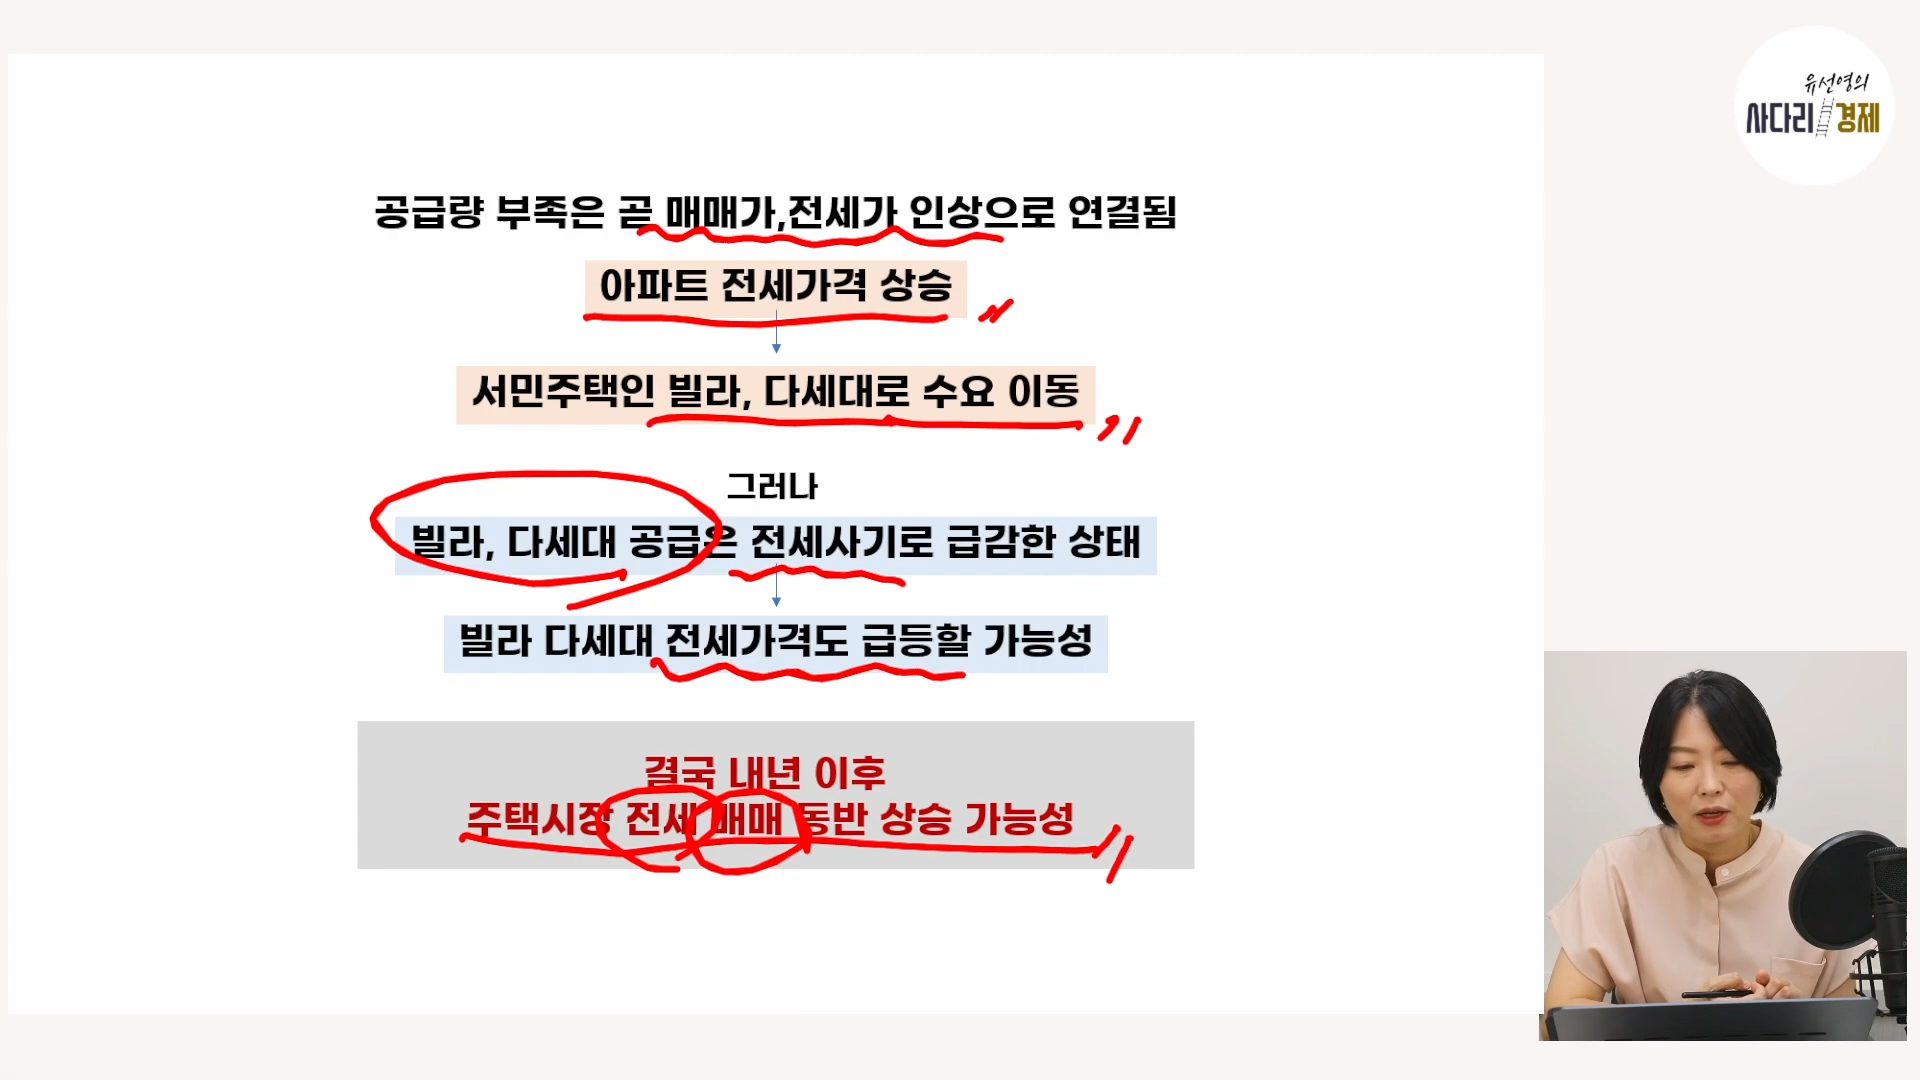 유선영의
사다리 경제
공급량 부족은 곧 매매가,전세가 인상으로 연결됨
아파트 전세가격 상승
서민주택인 빌라, 다세대로 수요 이동
그러나
빌라, 다세대 공급은 전세사기로 급감한 상태
빌라 다세대 전세가격도 급등할 가능성
결국 내년 이후
주택시장 전세 매매 동반 상승 가능성